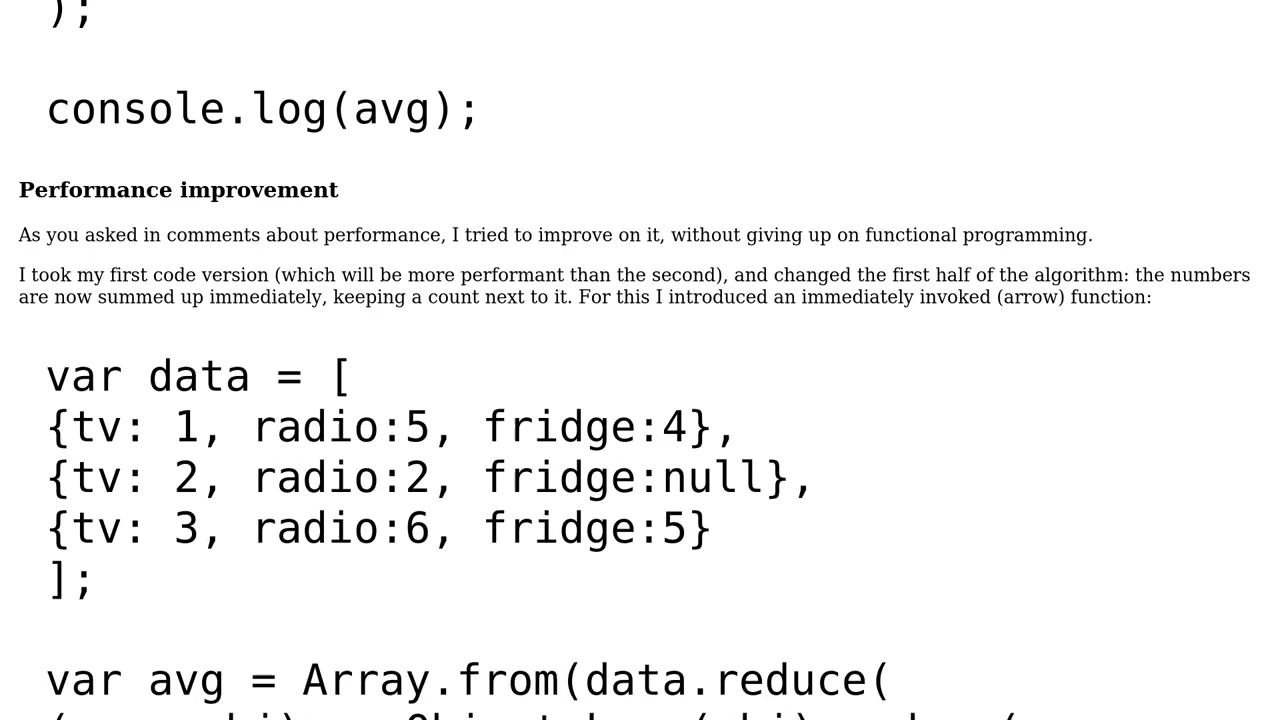 );
console.log(avg);
Performance improvement
As you asked in comments about performance, I tried to improve on it, without giving up on functional programming.
I took my first code version (which will be more performant than the second), and changed the first half of the algorithm: the numbers
are now summed up immediately, keeping a count next to it. For this I introduced an immediately invoked (arrow) function:
var data = [
{tv: 1, radio:5, fridge:4},
{tv: 2, radio:2, fridge:null},
{tv: 3, radio:6, fridge:5}
];
var avg = Array.from(data.reduce(